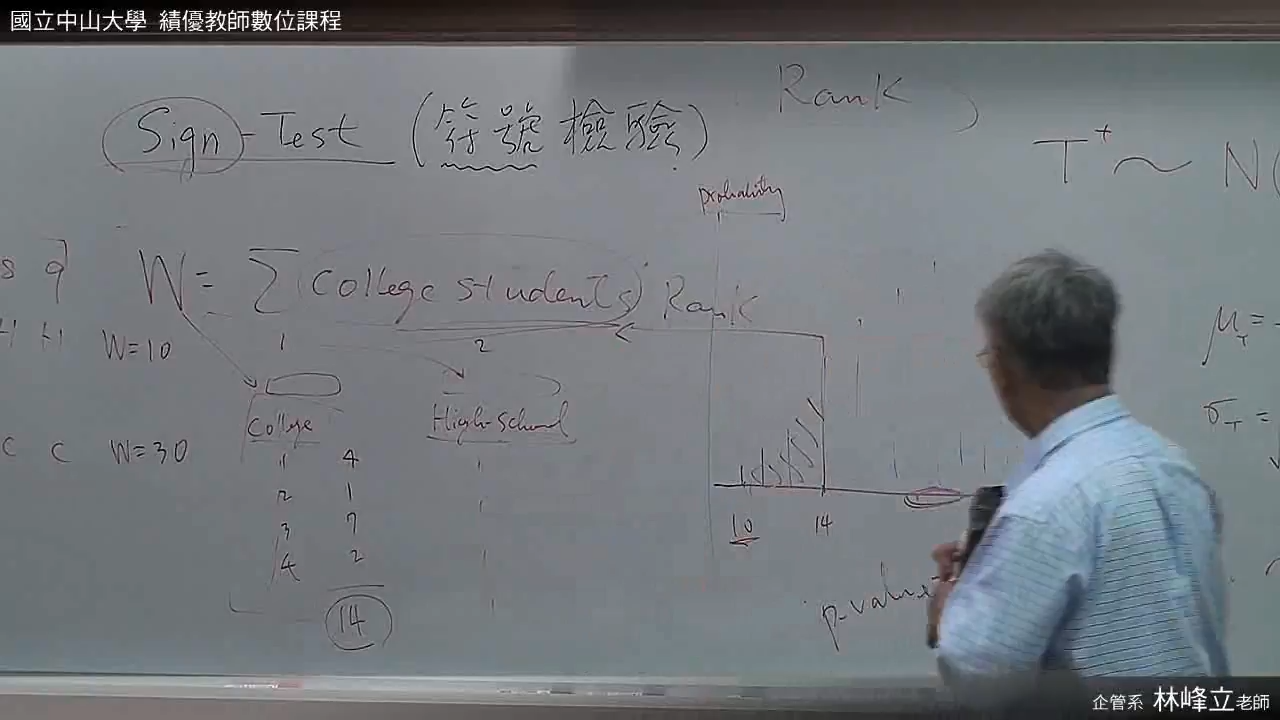 國立中山大學 績優教師數位課程
Rank )
Sign-Test (符號檢驗)
T⁺ ~ N(
probability
W = Σ(College students) Rank
H H W=10 1 2
μ_T =
College High-School
σ_T =
C C W=30
1 4
2 1
3 7
4 2
14
10 14
p-value
企管系 林峰立老師